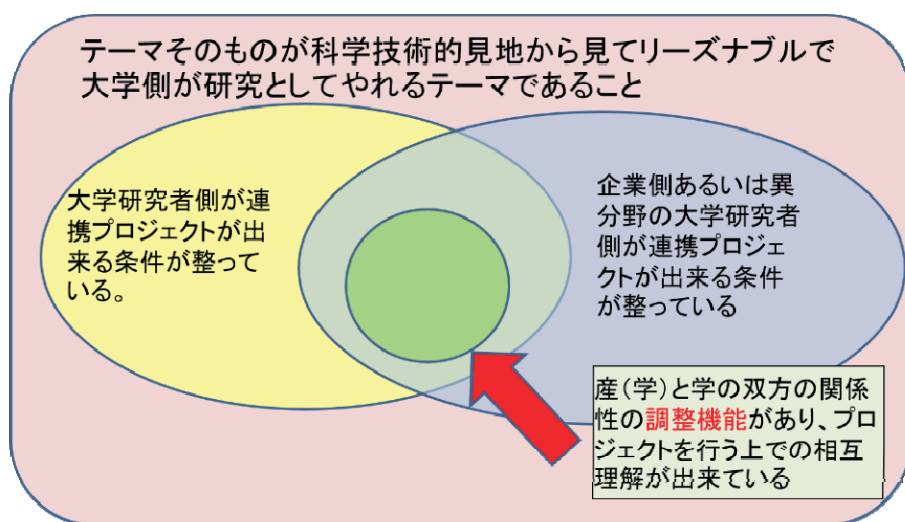 テーマそのものが科学技術的見地から見てリーズナブルで
大学側が研究としてやれるテーマであること
大学研究者側が連
携プロジェクトが出
来る条件が整って
いる。
企業側あるいは異
分野の大学研究者
側が連携プロジェ
クトが出来る条件
が整っている
産(学)と学の双方の関係
性の調整機能があり、プロ
ジェクトを行う上での相互
理解が出来ている